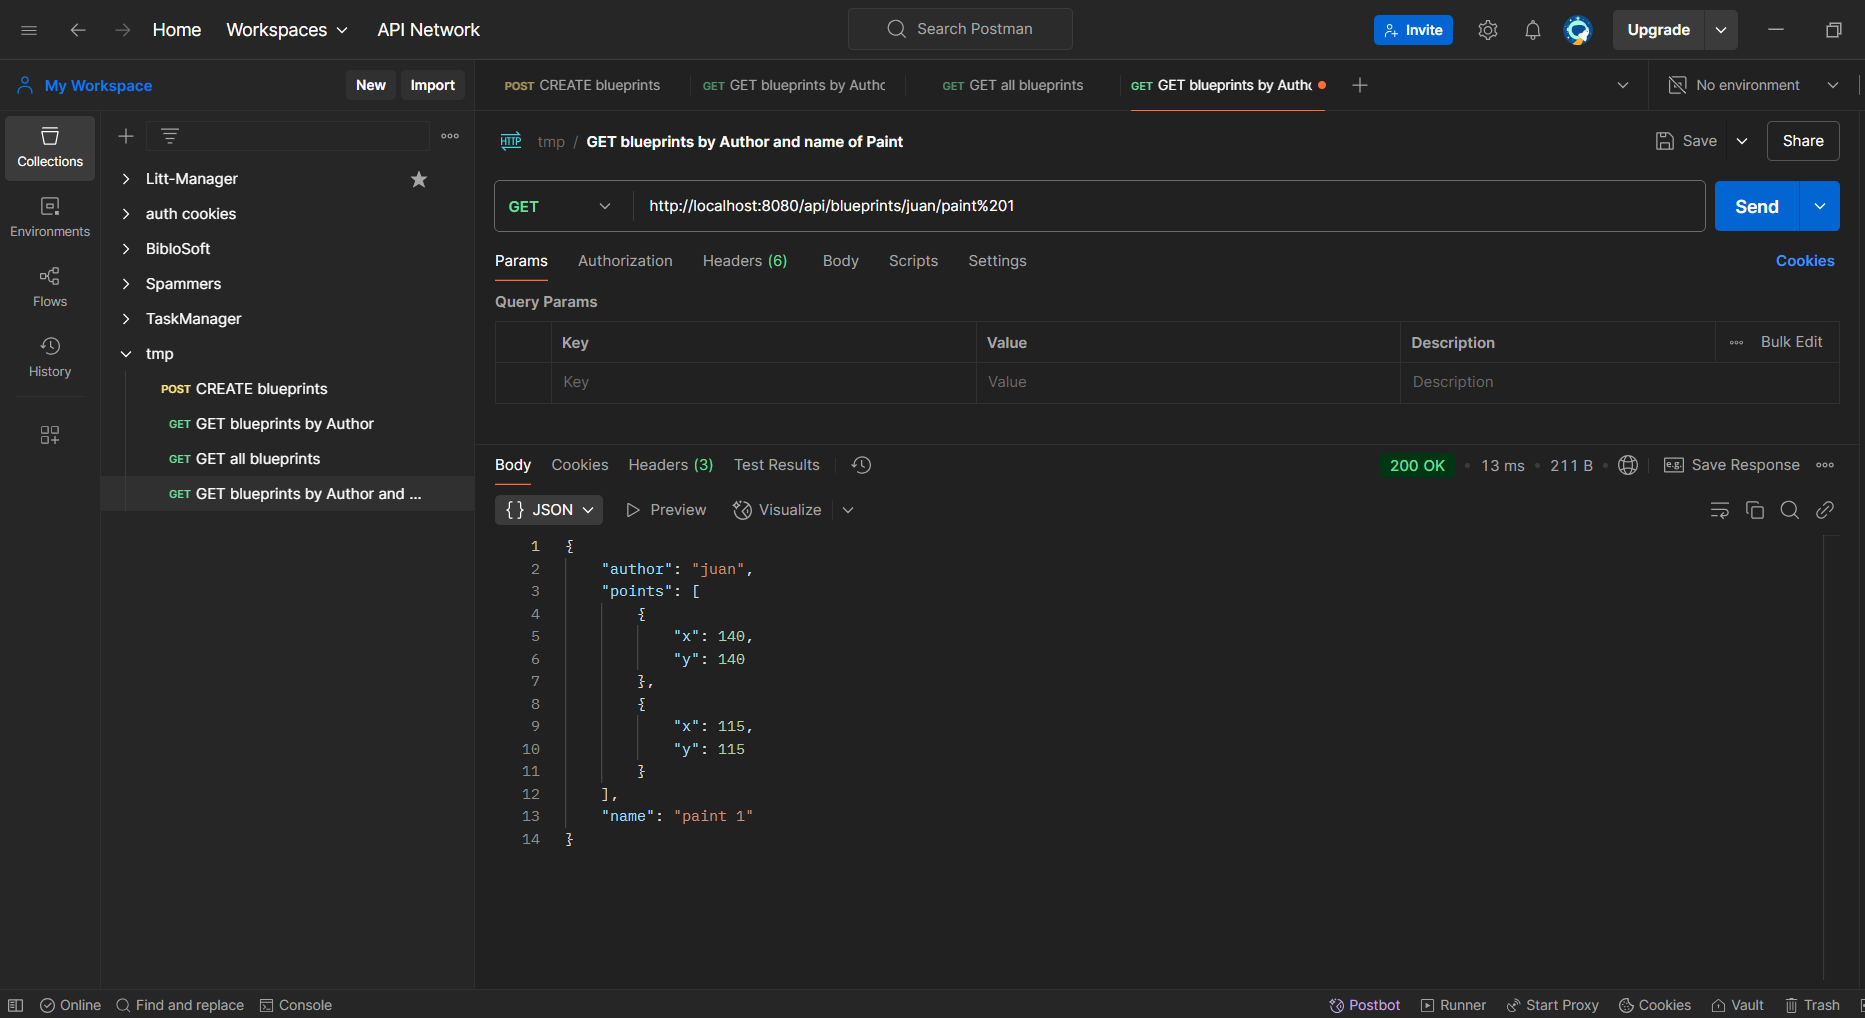 Home Workspaces API Network Search Postman Invite Upgrade
My Workspace New Import POST CREATE blueprints GET GET blueprints by Autho GET GET all blueprints GET GET blueprints by Autho No environment
Collections
Environments
Flows
History
Litt-Manager
auth cookies
BibloSoft
Spammers
TaskManager
tmp
POST CREATE blueprints
GET GET blueprints by Author
GET GET all blueprints
GET GET blueprints by Author and ...
HTTP tmp / GET blueprints by Author and name of Paint Save Share
GET http://localhost:8080/api/blueprints/juan/paint%201 Send
Params Authorization Headers (6) Body Scripts Settings Cookies
Query Params
Key Value Description Bulk Edit
Key Value Description
Body Cookies Headers (3) Test Results 200 OK 13 ms 211 B e.g. Save Response
{} JSON Preview Visualize
1 {
2 "author": "juan",
3 "points": [
4 {
5 "x": 140,
6 "y": 140
7 },
8 {
9 "x": 115,
10 "y": 115
11 }
12 ],
13 "name": "paint 1"
14 }
Online Find and replace Console Postbot Runner Start Proxy Cookies Vault Trash